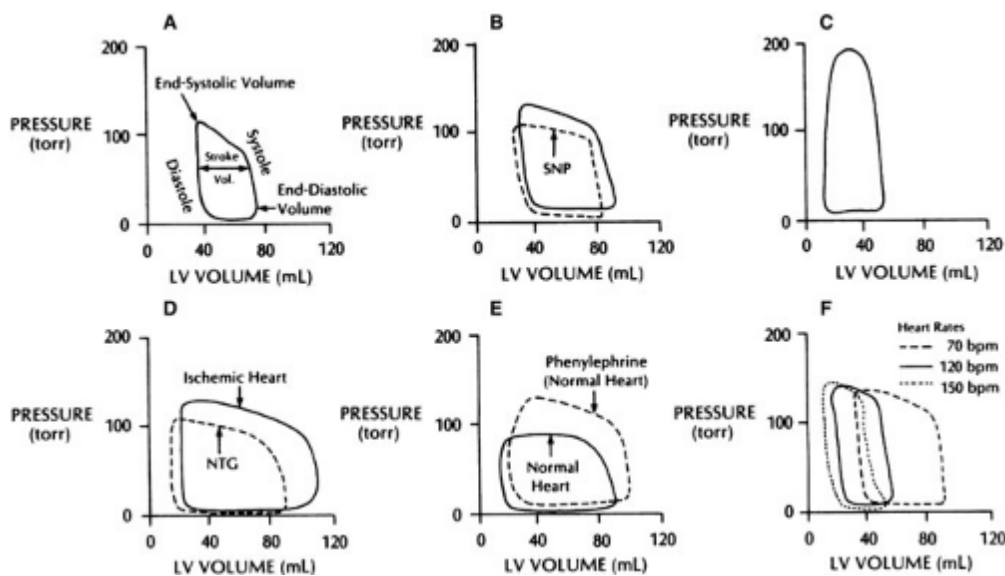 A
200
End-Systolic Volume
PRESSURE
(torr)
100
Systole
Stroke
Vol.
Diastole
End-Diastolic
Volume
0
0 40 80 120
LV VOLUME (mL)
B
200
PRESSURE
(torr)
100
SNP
0
0 40 80 120
LV VOLUME (mL)
C
200
PRESSURE
(torr)
100
0
0 40 80 120
LV VOLUME (mL)
D
200
Ischemic Heart
PRESSURE
(torr)
100
NTG
0
0 40 80 120
LV VOLUME (mL)
E
200
Phenylephrine
(Normal Heart)
PRESSURE
(torr)
100
Normal
Heart
0
0 40 80 120
LV VOLUME (mL)
F
Heart Rates
200
70 bpm
120 bpm
150 bpm
PRESSURE
(torr)
100
0
0 40 80 120
LV VOLUME (mL)